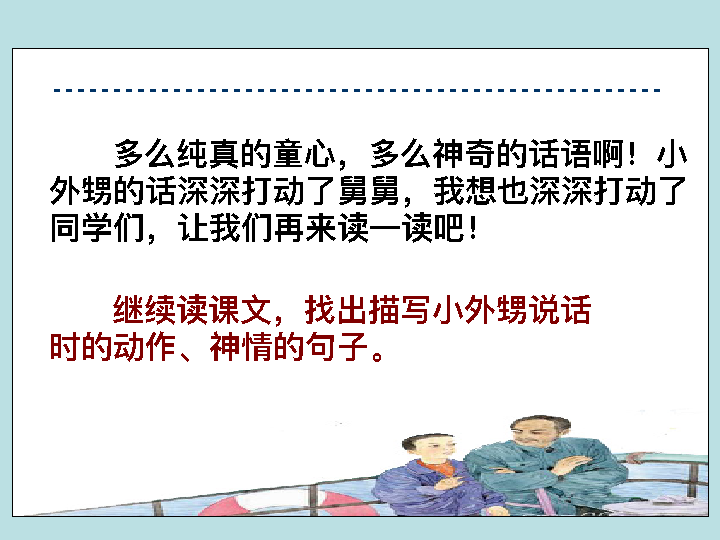 多么纯真的童心，多么神奇的话语啊！小
外甥的话深深打动了舅舅，我想也深深打动了
同学们，让我们再来读一读吧！
继续读课文，找出描写小外甥说话
时的动作、神情的句子。